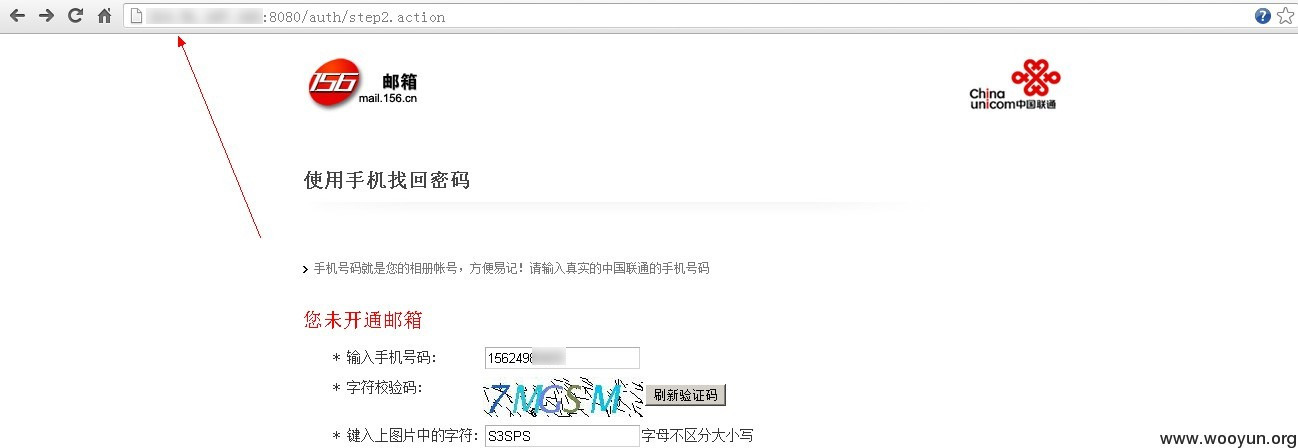 :8080/auth/step2.action
156 邮箱
mail.156.cn
China
unicom中国联通
使用手机找回密码
手机号码就是您的相册帐号，方便易记！请输入真实的中国联通的手机号码
您未开通邮箱
* 输入手机号码: 156249
* 字符校验码: 7MGSM 刷新验证码
* 键入上图片中的字符: S3SPS 字母不区分大小写
www.wooyun.org